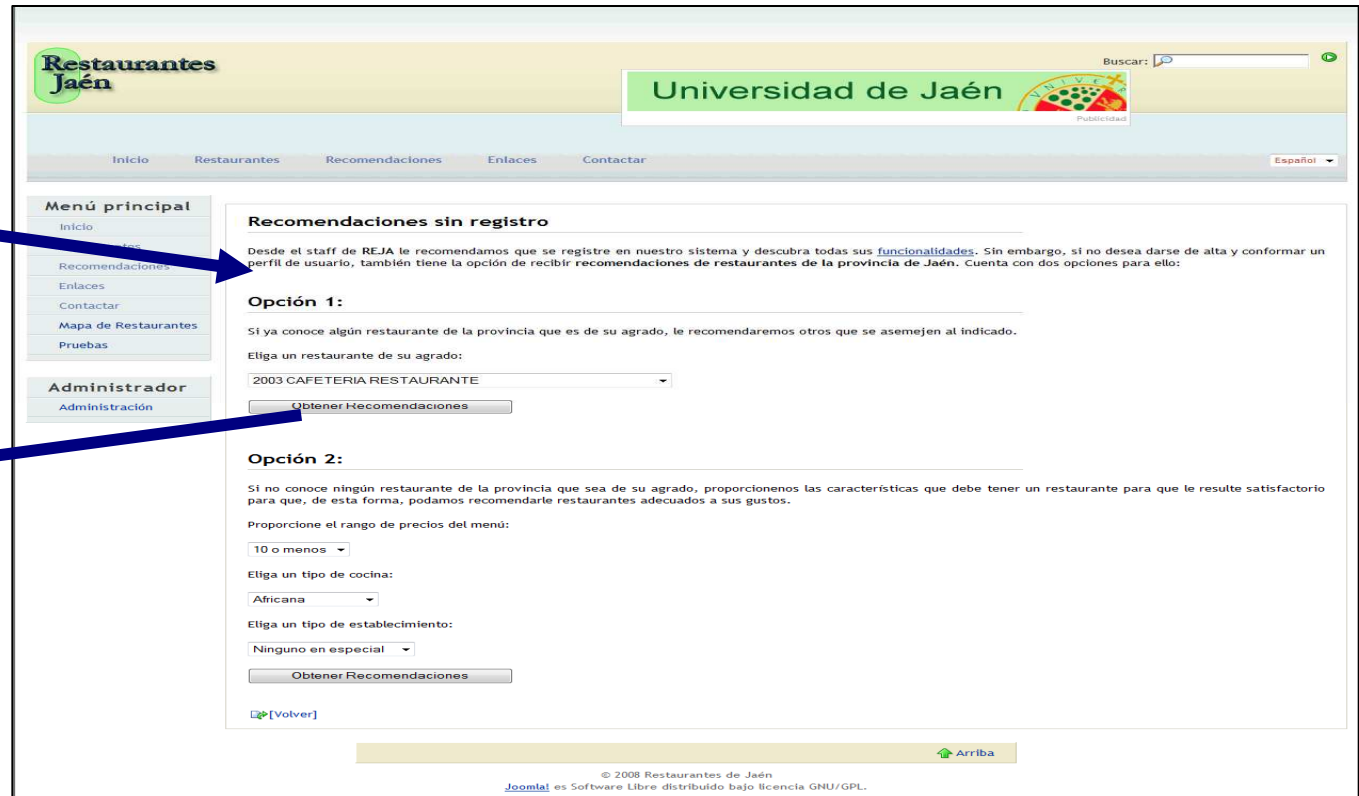 Restaurantes
Jaén
Buscar:
Universidad de Jaén
Publicidad
Inicio Restaurantes Recomendaciones Enlaces Contactar
Español
Menú principal
Inicio
Recomendaciones
Enlaces
Contactar
Mapa de Restaurantes
Pruebas
Administrador
Administración
Recomendaciones sin registro
Desde el staff de REJA le recomendamos que se registre en nuestro sistema y descubra todas sus funcionalidades. Sin embargo, si no desea darse de alta y conformar un
perfil de usuario, también tiene la opción de recibir recomendaciones de restaurantes de la provincia de Jaén. Cuenta con dos opciones para ello:
Opción 1:
Si ya conoce algún restaurante de la provincia que es de su agrado, le recomendaremos otros que se asemejen al indicado.
Eliga un restaurante de su agrado:
2003 CAFETERIA RESTAURANTE
Obtener Recomendaciones
Opción 2:
Si no conoce ningún restaurante de la provincia que sea de su agrado, proporcionenos las características que debe tener un restaurante para que le resulte satisfactorio
para que, de esta forma, podamos recomendarle restaurantes adecuados a sus gustos.
Proporcione el rango de precios del menú:
10 o menos
Eliga un tipo de cocina:
Africana
Eliga un tipo de establecimiento:
Ninguno en especial
Obtener Recomendaciones
[Volver]
Arriba
© 2008 Restaurantes de Jaén
Joomla! es Software Libre distribuido bajo licencia GNU/GPL.